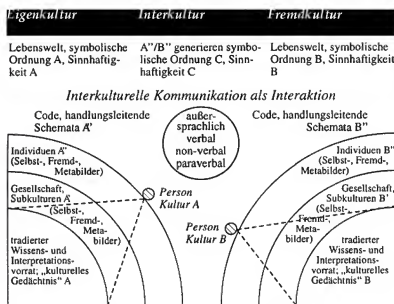 Eigenkultur Interkultur Fremdkultur
Lebenswelt, symbolische
Ordnung A, Sinnhaftig-
keit A
A"/B" generieren symbo-
lische Ordnung C, Sinn-
haftigkeit C
Lebenswelt, symbolische
Ordnung B, Sinnhaftigkeit
B
Interkulturelle Kommunikation als Interaktion
Code, handlungsleitende
Schemata A"
außer-
sprachlich
verbal
non-verbal
paraverbal
Code, handlungsleitende
Schemata B"
Individuen A"
(Selbst-, Fremd-,
Metabilder)
Individuen B"
(Selbst-, Fremd-,
Metabilder)
Gesellschaft,
Subkulturen A'
(Selbst-,
Fremd-,
Meta-
bilder)
Person
Kultur A
Person
Kultur B
Gesellschaft,
Subkulturen B'
(Selbst-,
Fremd-,
Meta-
bilder)
tradierter
Wissens- und
Interpretations-
vorrat; „kulturelles
Gedächtnis" A
tradierter
Wissens- und
Interpretations-
vorrat; „kulturelles
Gedächtnis" B